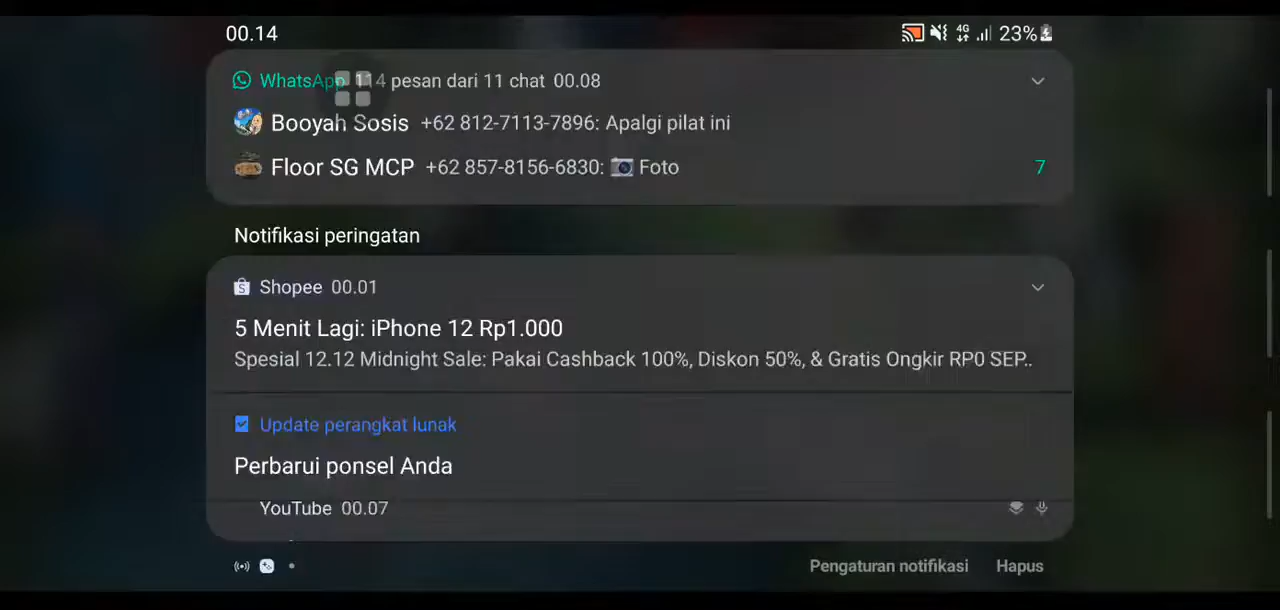 00.14
4G 23%
WhatsApp 114 pesan dari 11 chat 00.08
Booyah Sosis +62 812-7113-7896: Apalgi pilat ini
Floor SG MCP +62 857-8156-6830: Foto 7
Notifikasi peringatan
Shopee 00.01
5 Menit Lagi: iPhone 12 Rp1.000
Spesial 12.12 Midnight Sale: Pakai Cashback 100%, Diskon 50%, & Gratis Ongkir RP0 SEP..
Update perangkat lunak
Perbarui ponsel Anda
YouTube 00.07
Pengaturan notifikasi Hapus